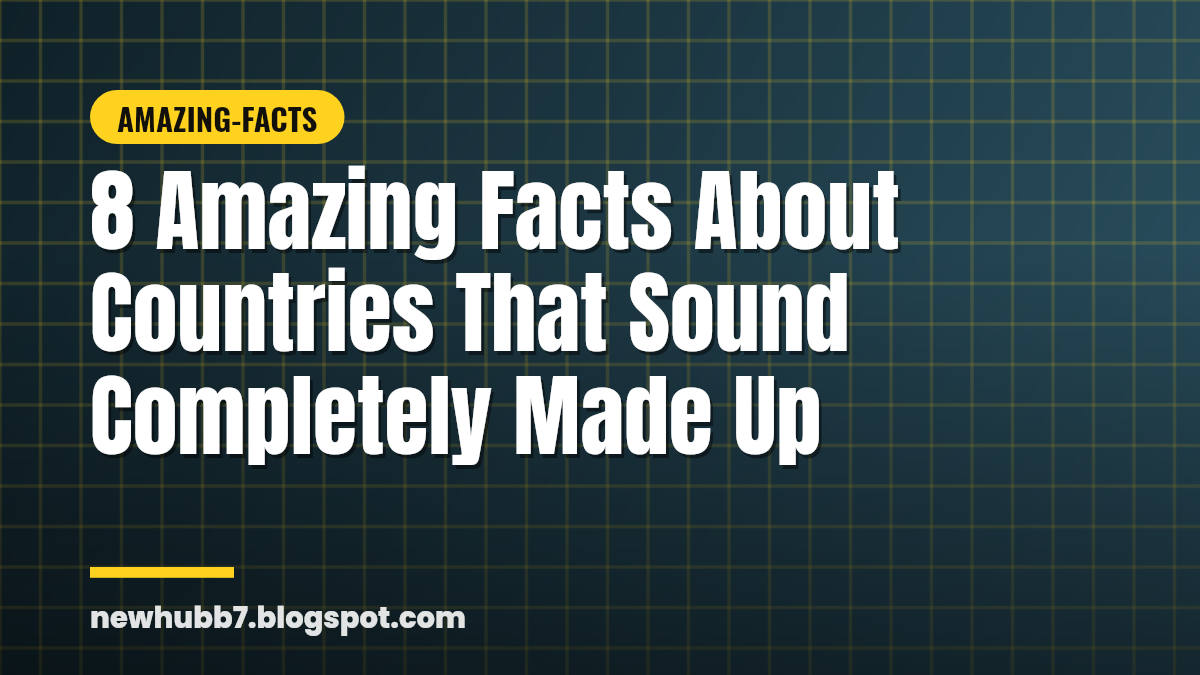 AMAZING-FACTS
8 Amazing Facts About
Countries That Sound
Completely Made Up
newhubb7.blogspot.com